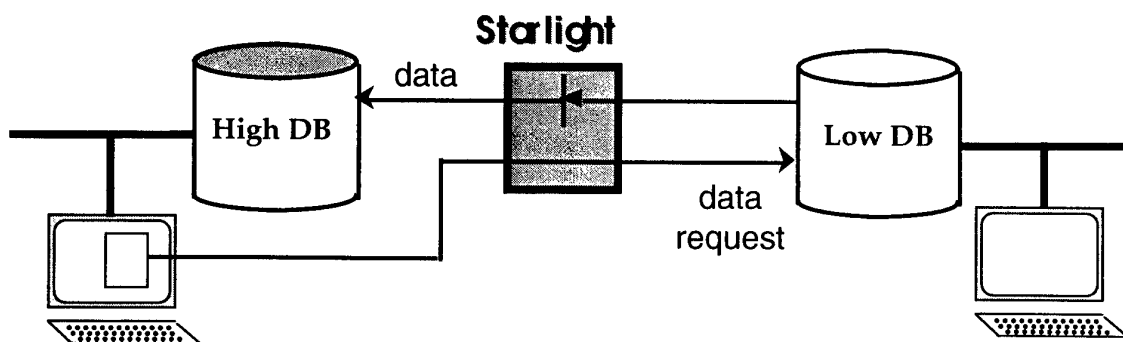 Starlight
data
High DB
Low DB
data
request